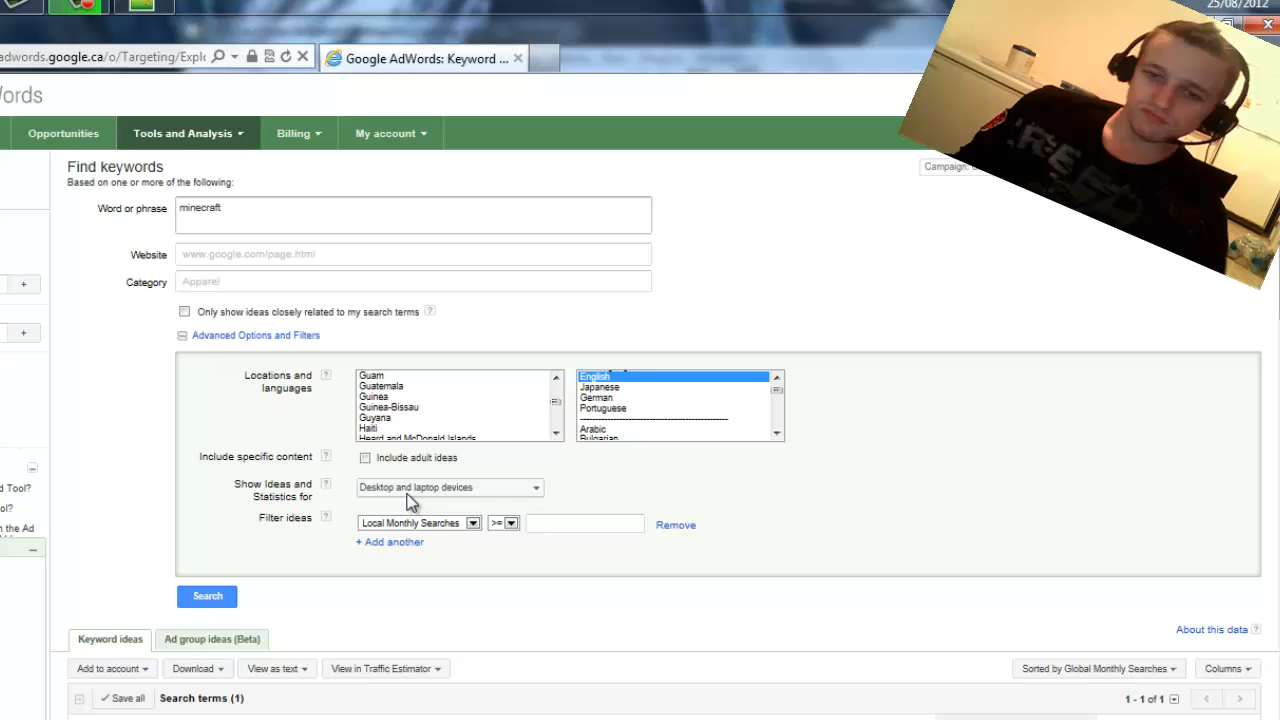 25/08/2012
adwords.google.ca/o/Targeting/Explo
Google AdWords: Keyword ...
Words
Opportunities
Tools and Analysis
Billing
My account
Find keywords
Based on one or more of the following:
Campaign:
Word or phrase
minecraft
Website
www.google.com/page.html
Category
Apparel
Only show ideas closely related to my search terms ?
Advanced Options and Filters
Locations and languages ?
Guam
Guatemala
Guinea
Guinea-Bissau
Guyana
Haiti
Heard and McDonald Islands
English
Japanese
German
Portuguese
Arabic
Bulgarian
Include specific content ?
Include adult ideas
Show Ideas and Statistics for ?
Desktop and laptop devices
Filter ideas ?
Local Monthly Searches
>=
Remove
+ Add another
Search
d Tool?
?
n the Ad
About this data ?
Keyword ideas
Ad group ideas (Beta)
Add to account
Download
View as text
View in Traffic Estimator
Sorted by Global Monthly Searches
Columns
Save all
Search terms (1)
1 - 1 of 1